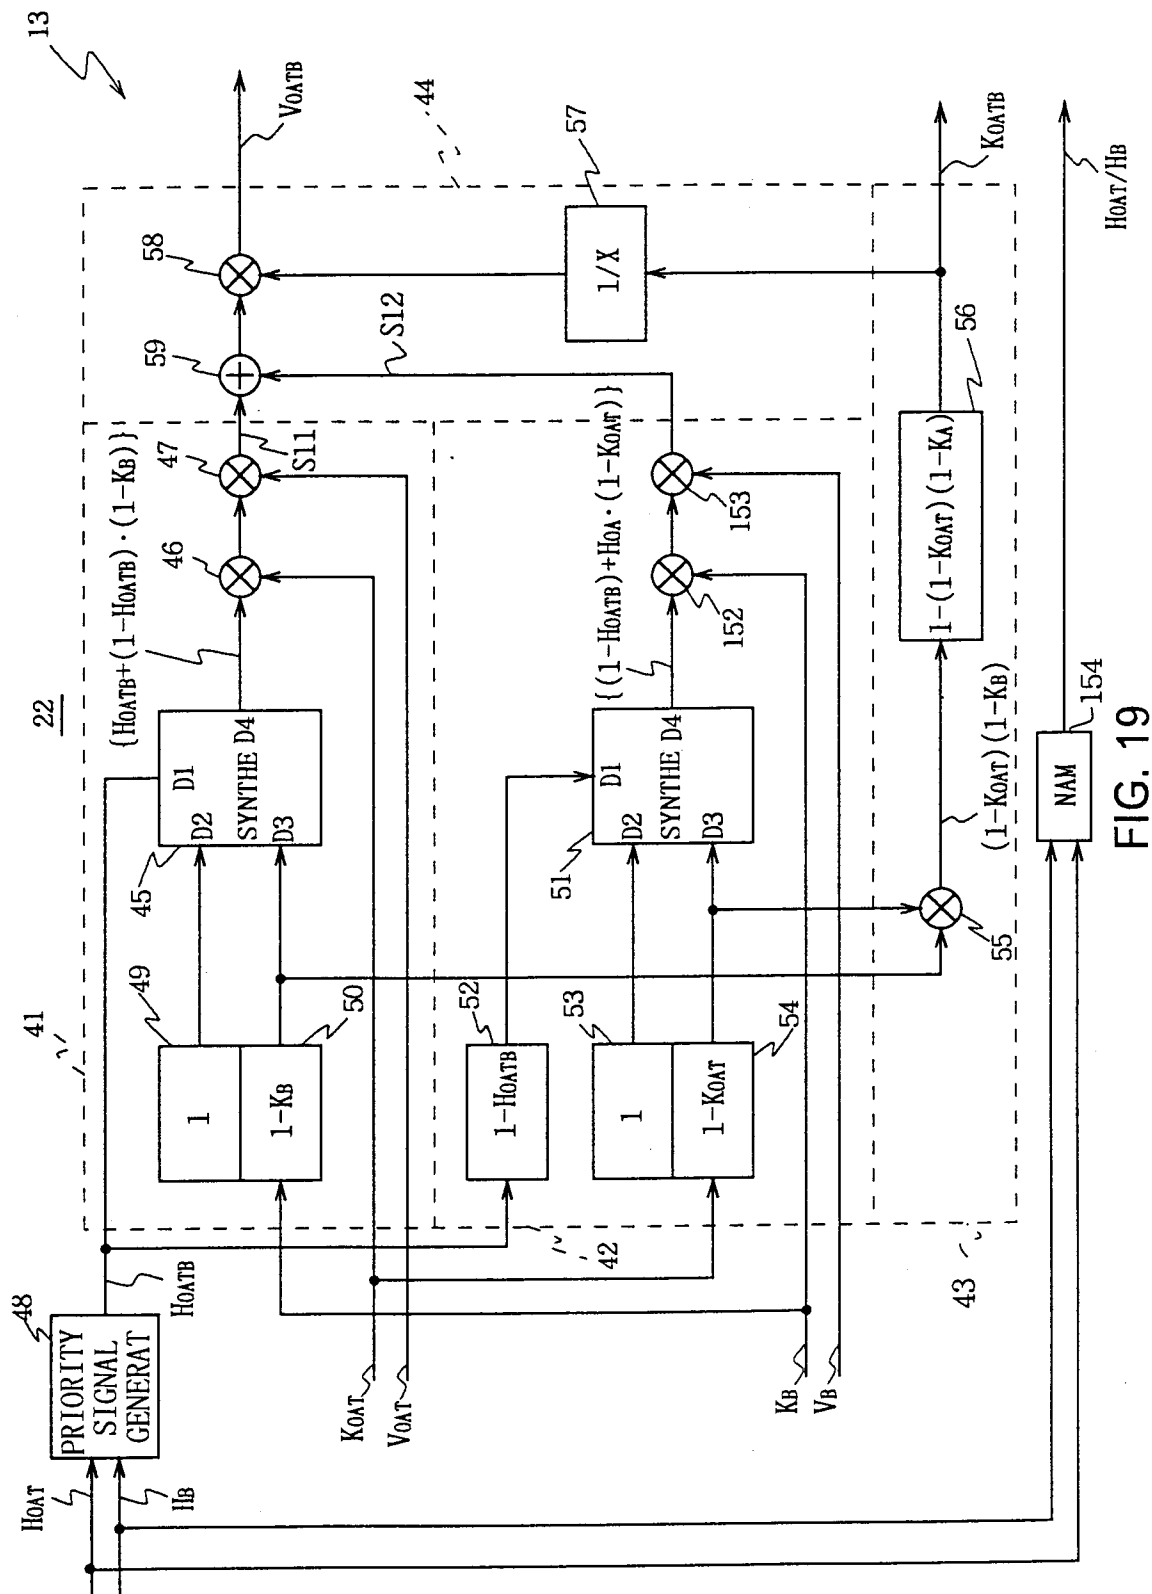 22
13
48
PRIORITY
SIGNAL
GENERAT
HOAT
HB
HOATB
41
49
1
50
1-KB
45
D1
D2
SYNTHE D4
D3
{HOATB+(1-HOATB)·(1-KB)}
46
47
S11
59
58
VOATB
44
KOAT
VOAT
42
52
1-HOATB
53
1
54
1-KOAT
51
D1
D2
SYNTHE D4
D3
{(1-HOATB)+HOA·(1-KOAT)}
152
153
S12
57
1/X
KB
VB
43
55
(1-KOAT)(1-KB)
56
1-(1-KOAT)(1-KA)
KOATB
NAM
154
HOAT/HB
FIG. 19